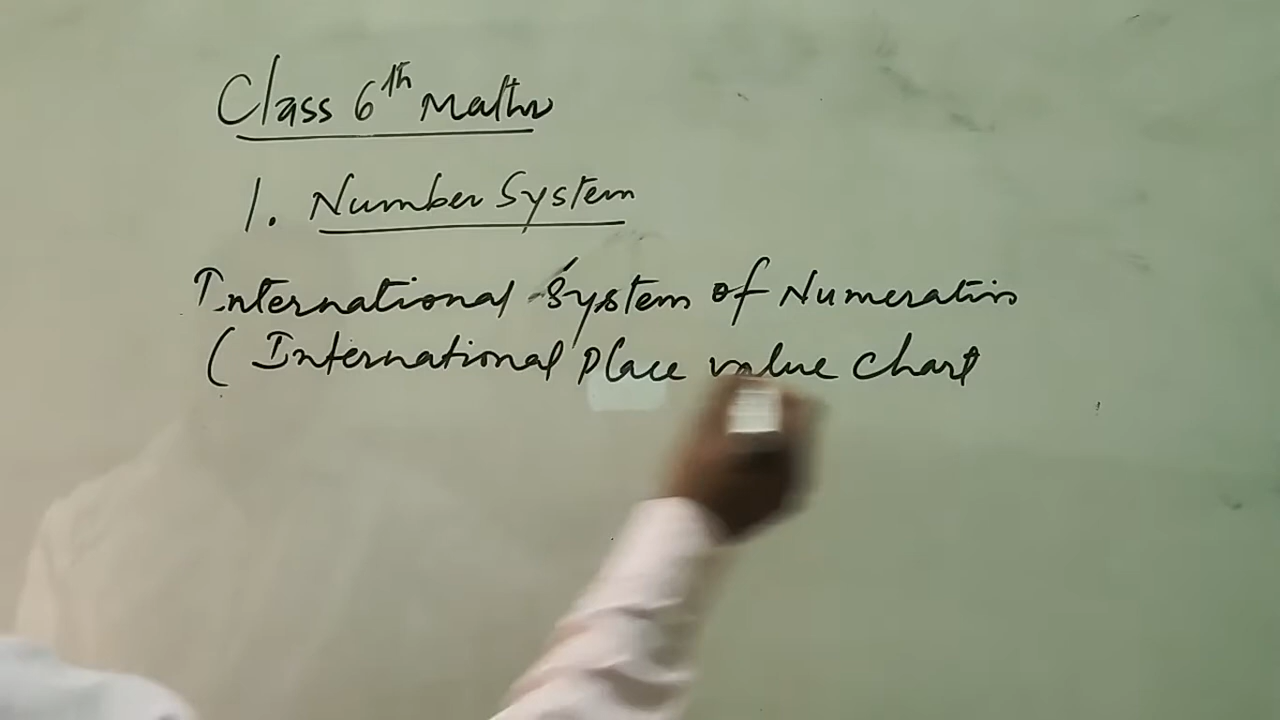 Class 6th Maths
1. Number System
International System of Numeration
( International Place value chart